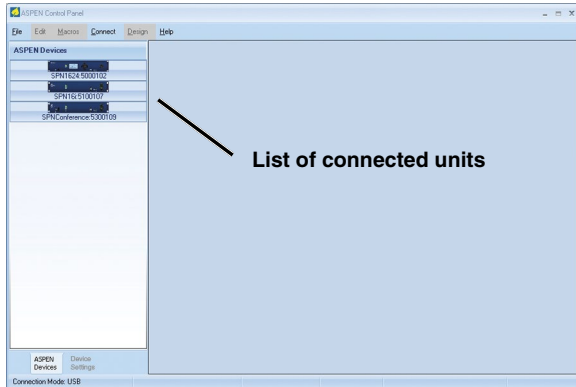 ASPEN Control Panel
File Edit Macros Connect Design Help
ASPEN Devices
SPN1624:5000102
SPN16i:5100107
SPNConference:5300109
List of connected units
ASPEN Devices
Device Settings
Connection Mode: USB